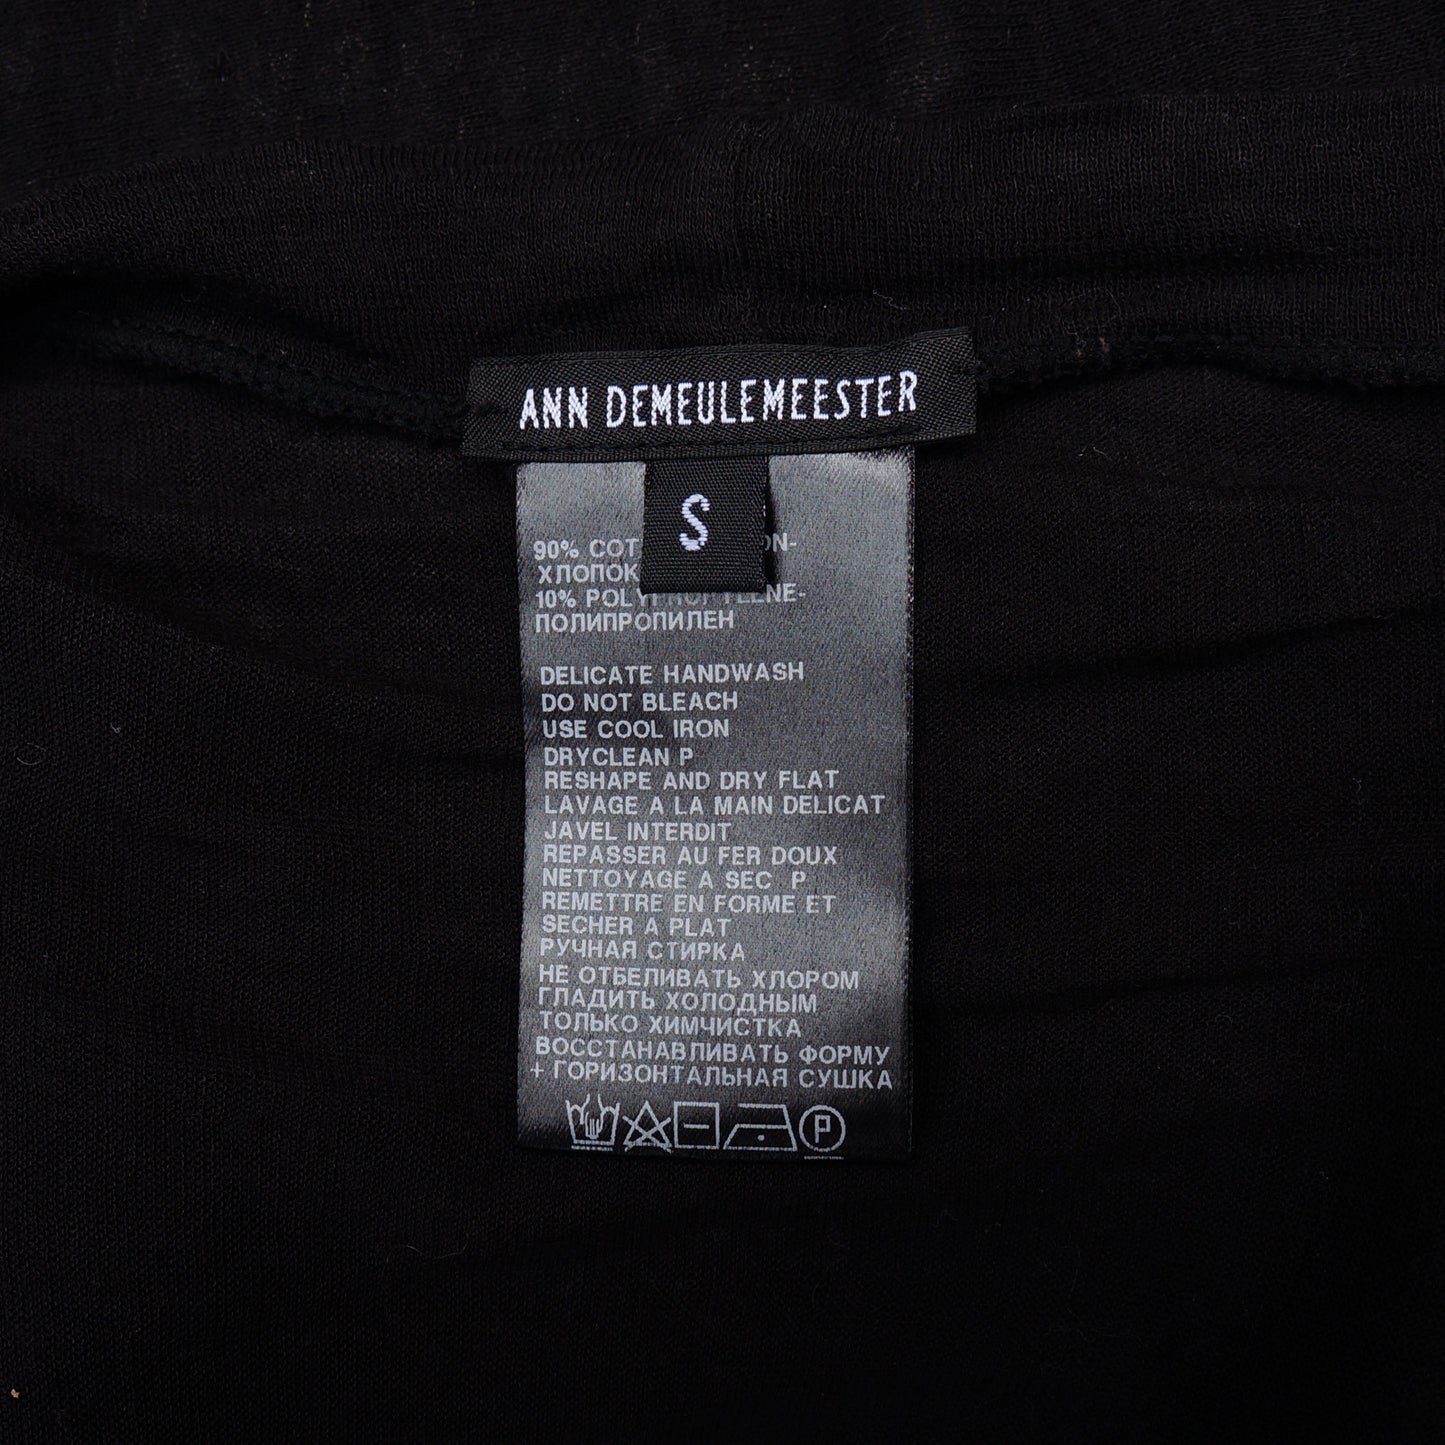 ANN DEMEULEMEESTER
S
90% COT ON-
ХЛОПОК
10% POLYPROPYLENE-
ПОЛИПРОПИЛЕН
DELICATE HANDWASH
DO NOT BLEACH
USE COOL IRON
DRYCLEAN P
RESHAPE AND DRY FLAT
LAVAGE A LA MAIN DELICAT
JAVEL INTERDIT
REPASSER AU FER DOUX
NETTOYAGE A SEC P
REMETTRE EN FORME ET
SECHER A PLAT
РУЧНАЯ СТИРКА
НЕ ОТБЕЛИВАТЬ ХЛОРОМ
ГЛАДИТЬ ХОЛОДНЫМ
ТОЛЬКО ХИМЧИСТКА
ВОССТАНАВЛИВАТЬ ФОРМУ
+ ГОРИЗОНТАЛЬНАЯ СУШКА
P